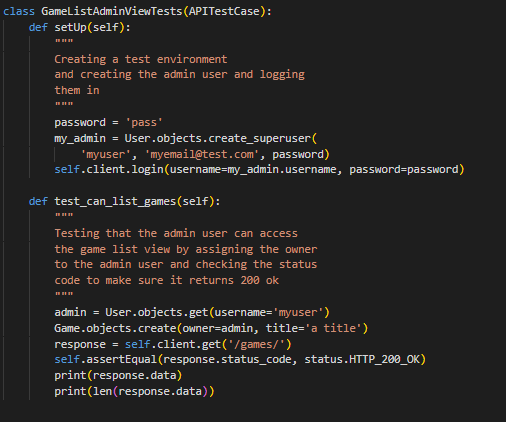 class GameListAdminViewTests(APITestCase):
    def setUp(self):
        """
        Creating a test environment
        and creating the admin user and logging
        them in
        """
        password = 'pass'
        my_admin = User.objects.create_superuser(
            'myuser', 'myemail@test.com', password)
        self.client.login(username=my_admin.username, password=password)

    def test_can_list_games(self):
        """
        Testing that the admin user can access
        the game list view by assigning the owner
        to the admin user and checking the status
        code to make sure it returns 200 ok
        """
        admin = User.objects.get(username='myuser')
        Game.objects.create(owner=admin, title='a title')
        response = self.client.get('/games/')
        self.assertEqual(response.status_code, status.HTTP_200_OK)
        print(response.data)
        print(len(response.data))